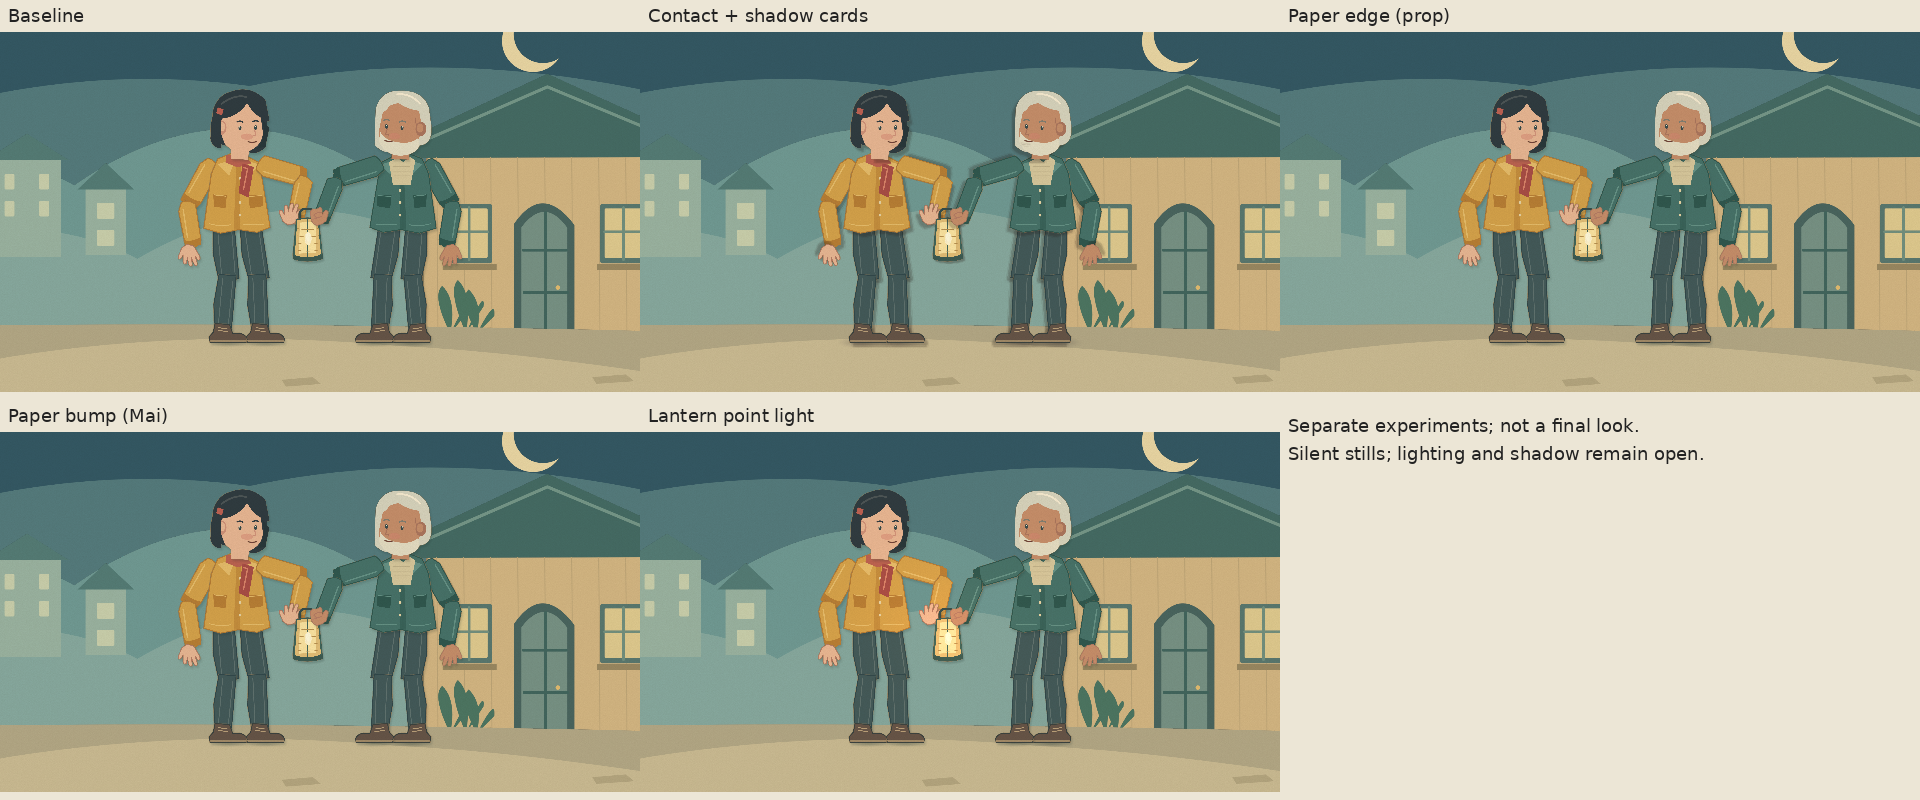 Baseline
Contact + shadow cards
Paper edge (prop)
Paper bump (Mai)
Lantern point light
Separate experiments; not a final look.
Silent stills; lighting and shadow remain open.